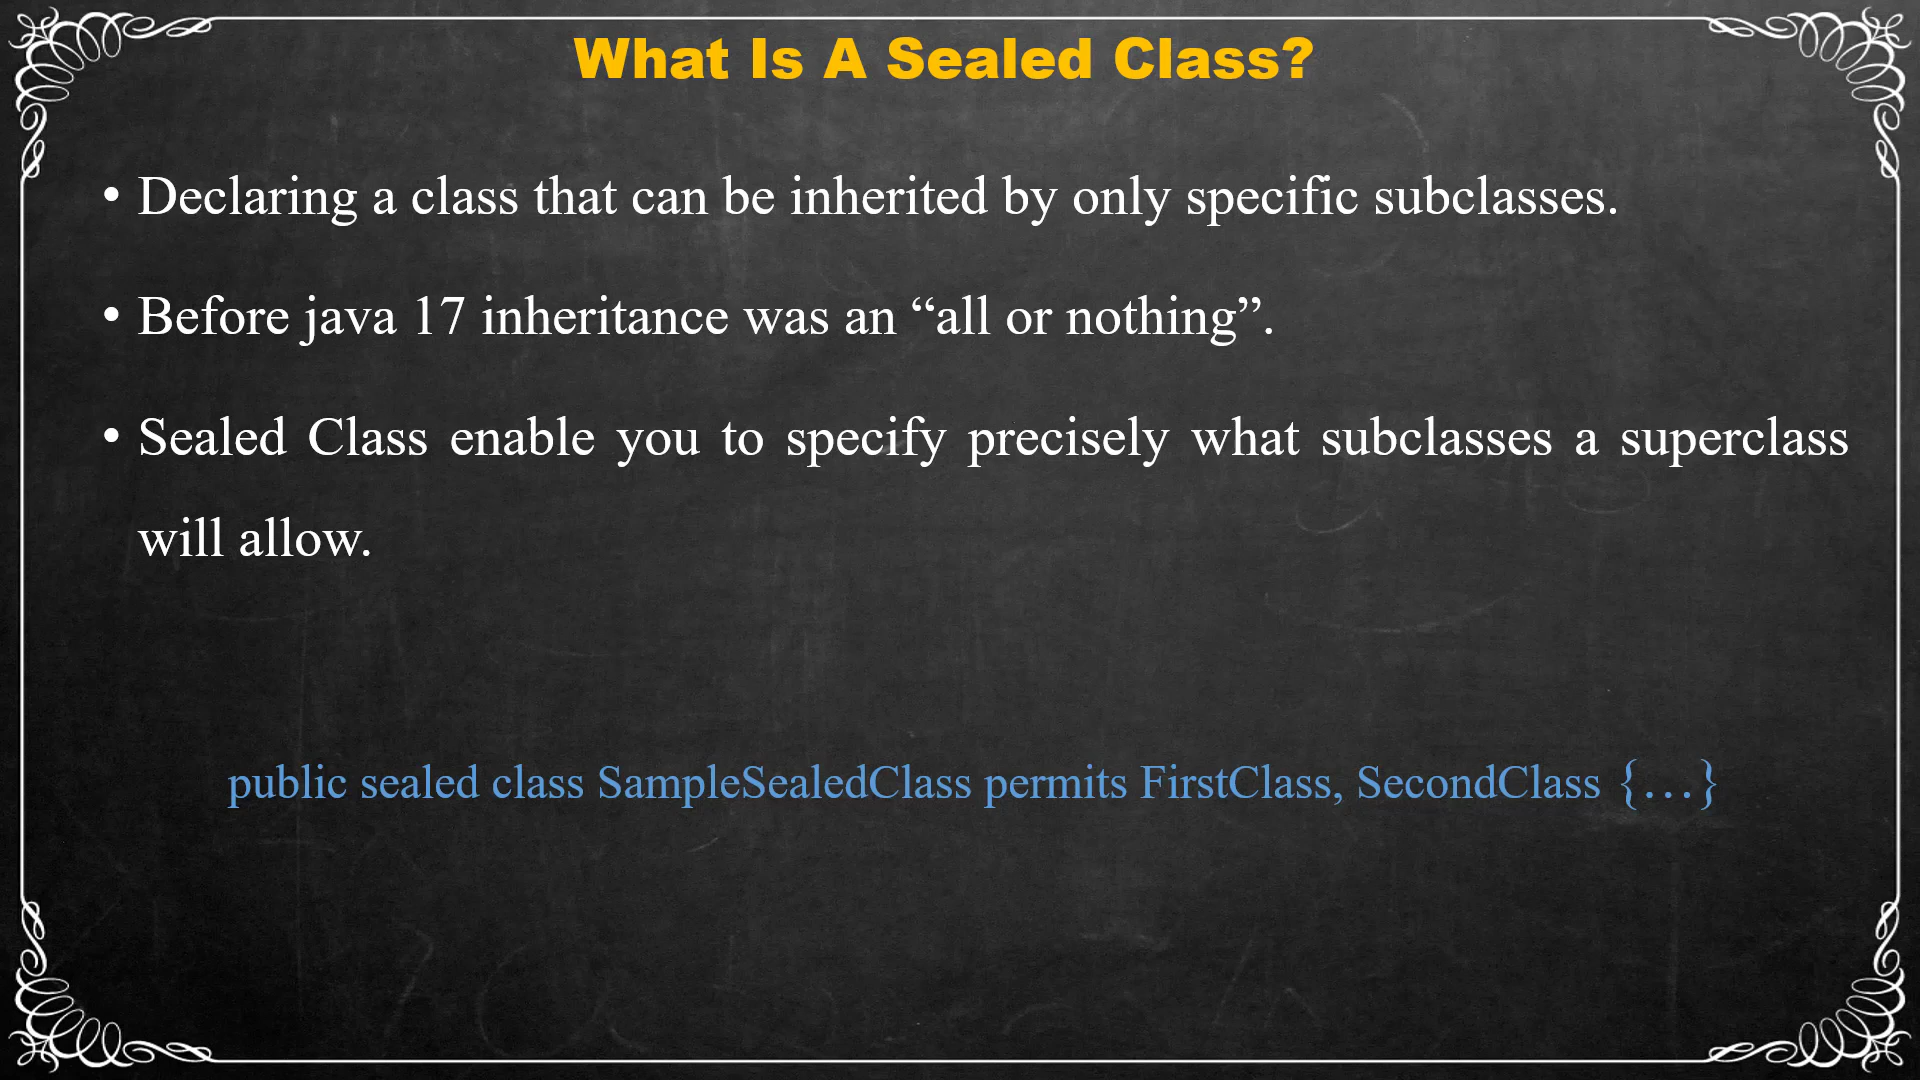 What Is A Sealed Class?
• Declaring a class that can be inherited by only specific subclasses.
• Before java 17 inheritance was an “all or nothing”.
• Sealed Class enable you to specify precisely what subclasses a superclass
will allow.
public sealed class SampleSealedClass permits FirstClass, SecondClass {…}